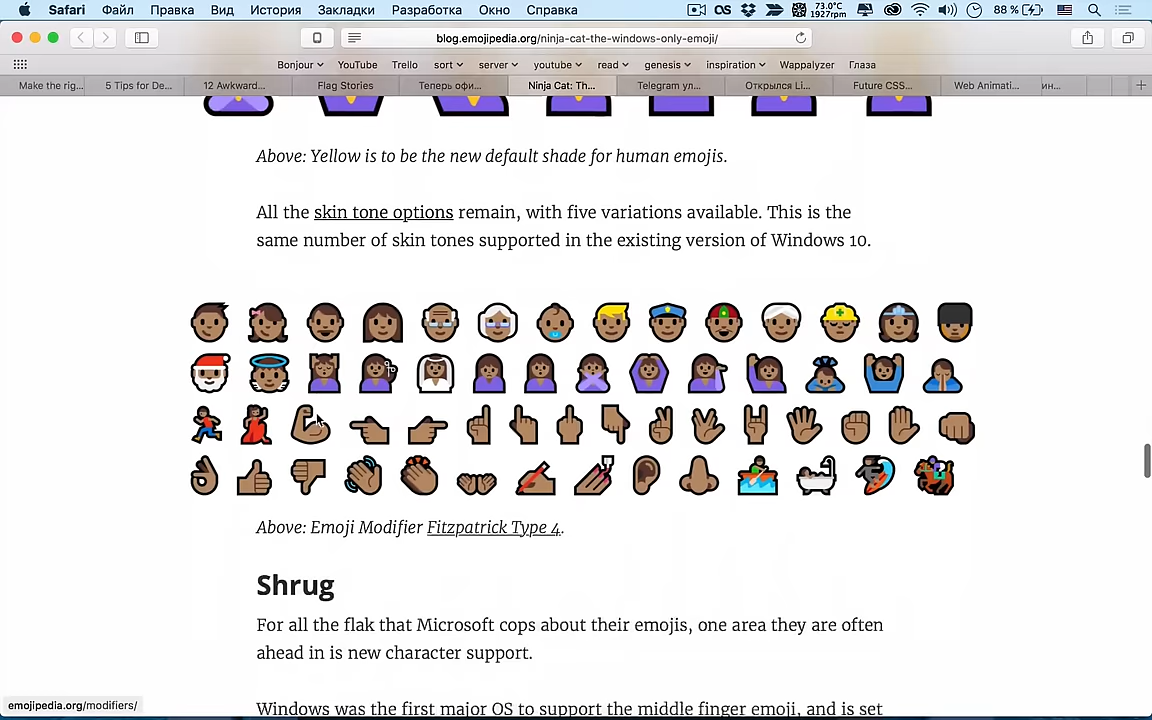 Safari Файл Правка Вид История Закладки Разработка Окно Справка 73.0°C 1927rpm 88 %
blog.emojipedia.org/ninja-cat-the-windows-only-emoji/
Bonjour YouTube Trello sort server youtube read genesis inspiration Wappalyzer Глаза
Make the rig... 5 Tips for De... 12 Awkward... Flag Stories Теперь офи... Ninja Cat: Th... Telegram ул... Открылся Li... Future CSS... Web Animati... ин...
Above: Yellow is to be the new default shade for human emojis.
All the skin tone options remain, with five variations available. This is the
same number of skin tones supported in the existing version of Windows 10.
Above: Emoji Modifier Fitzpatrick Type 4.
Shrug
For all the flak that Microsoft cops about their emojis, one area they are often
ahead in is new character support.
Windows was the first major OS to support the middle finger emoji, and is set
emojipedia.org/modifiers/